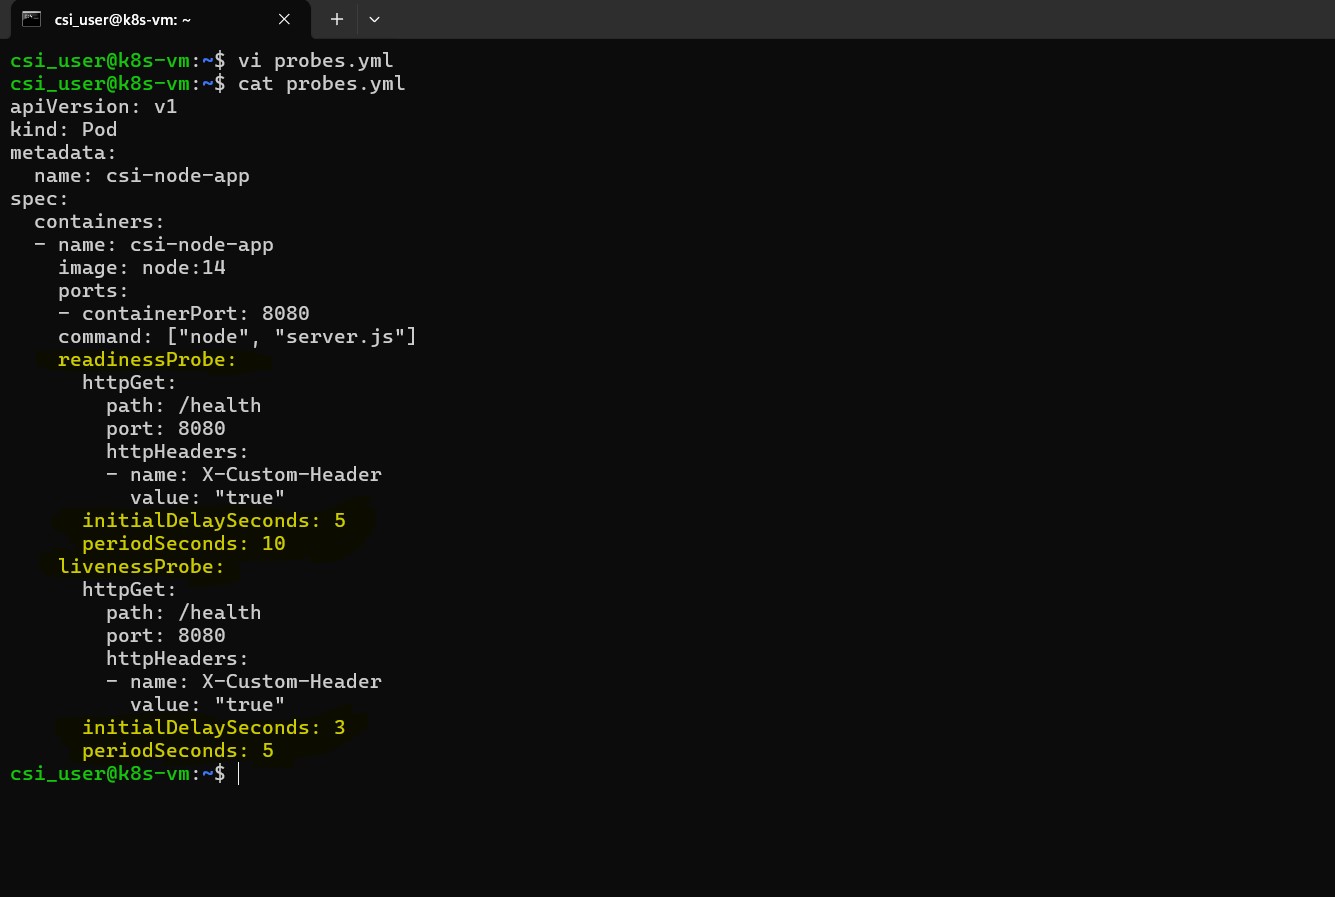 csi_user@k8s-vm: ~
csi_user@k8s-vm:~$ vi probes.yml
csi_user@k8s-vm:~$ cat probes.yml
apiVersion: v1
kind: Pod
metadata:
  name: csi-node-app
spec:
  containers:
  - name: csi-node-app
    image: node:14
    ports:
    - containerPort: 8080
    command: ["node", "server.js"]
    readinessProbe:
      httpGet:
        path: /health
        port: 8080
        httpHeaders:
        - name: X-Custom-Header
          value: "true"
      initialDelaySeconds: 5
      periodSeconds: 10
    livenessProbe:
      httpGet:
        path: /health
        port: 8080
        httpHeaders:
        - name: X-Custom-Header
          value: "true"
      initialDelaySeconds: 3
      periodSeconds: 5
csi_user@k8s-vm:~$